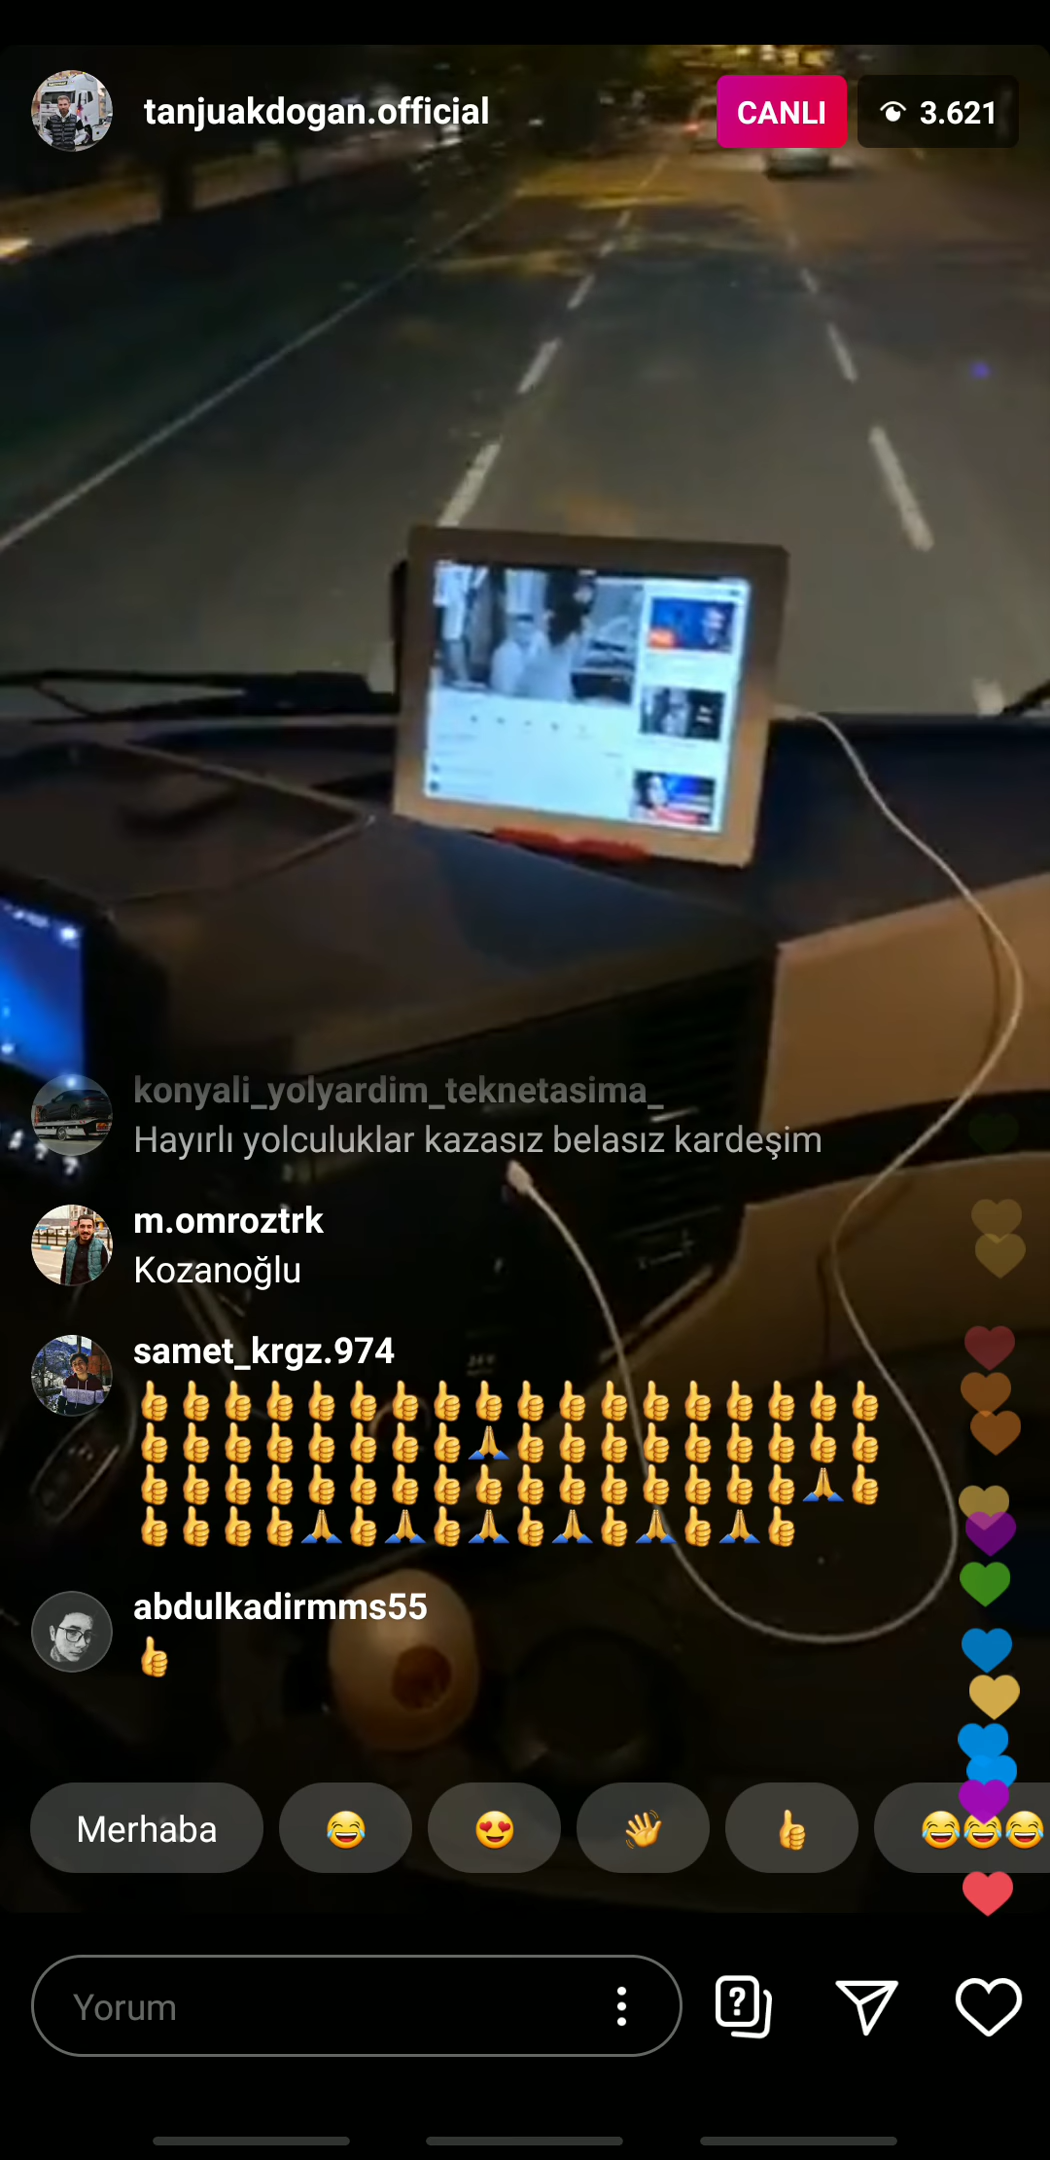 tanjuakdogan.official
CANLI
3.621
konyali_yolyardim_teknetasima_
Hayırlı yolculuklar kazasız belasız kardeşim
m.omroztrk
Kozanoğlu
samet_krgz.974
👍👍👍👍👍👍👍👍👍👍👍👍👍👍👍👍👍👍
👍👍👍👍👍👍👍👍🙏👍👍👍👍👍👍👍👍👍
👍👍👍👍👍👍👍👍👍👍👍👍👍👍👍👍🙏👍
👍👍👍👍🙏👍🙏👍🙏👍🙏👍🙏👍🙏👍
abdulkadirmms55
👍
Merhaba 😂 😍 👋 👍 😂😂😂
Yorum